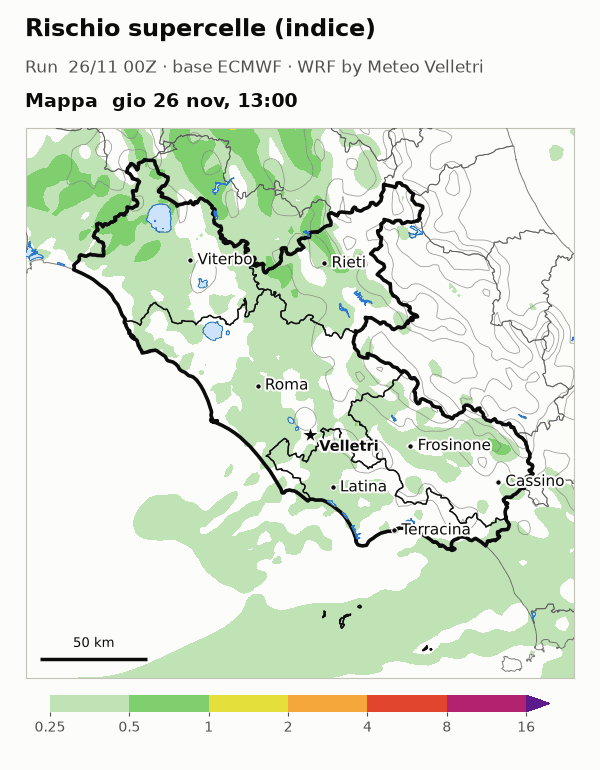 Rischio supercelle (indice)
Run  26/11 00Z · base ECMWF · WRF by Meteo Velletri
Mappa  gio 26 nov, 13:00
Viterbo
Rieti
Roma
Velletri
Frosinone
Latina
Cassino
Terracina
50 km
0.25 0.5 1 2 4 8 16